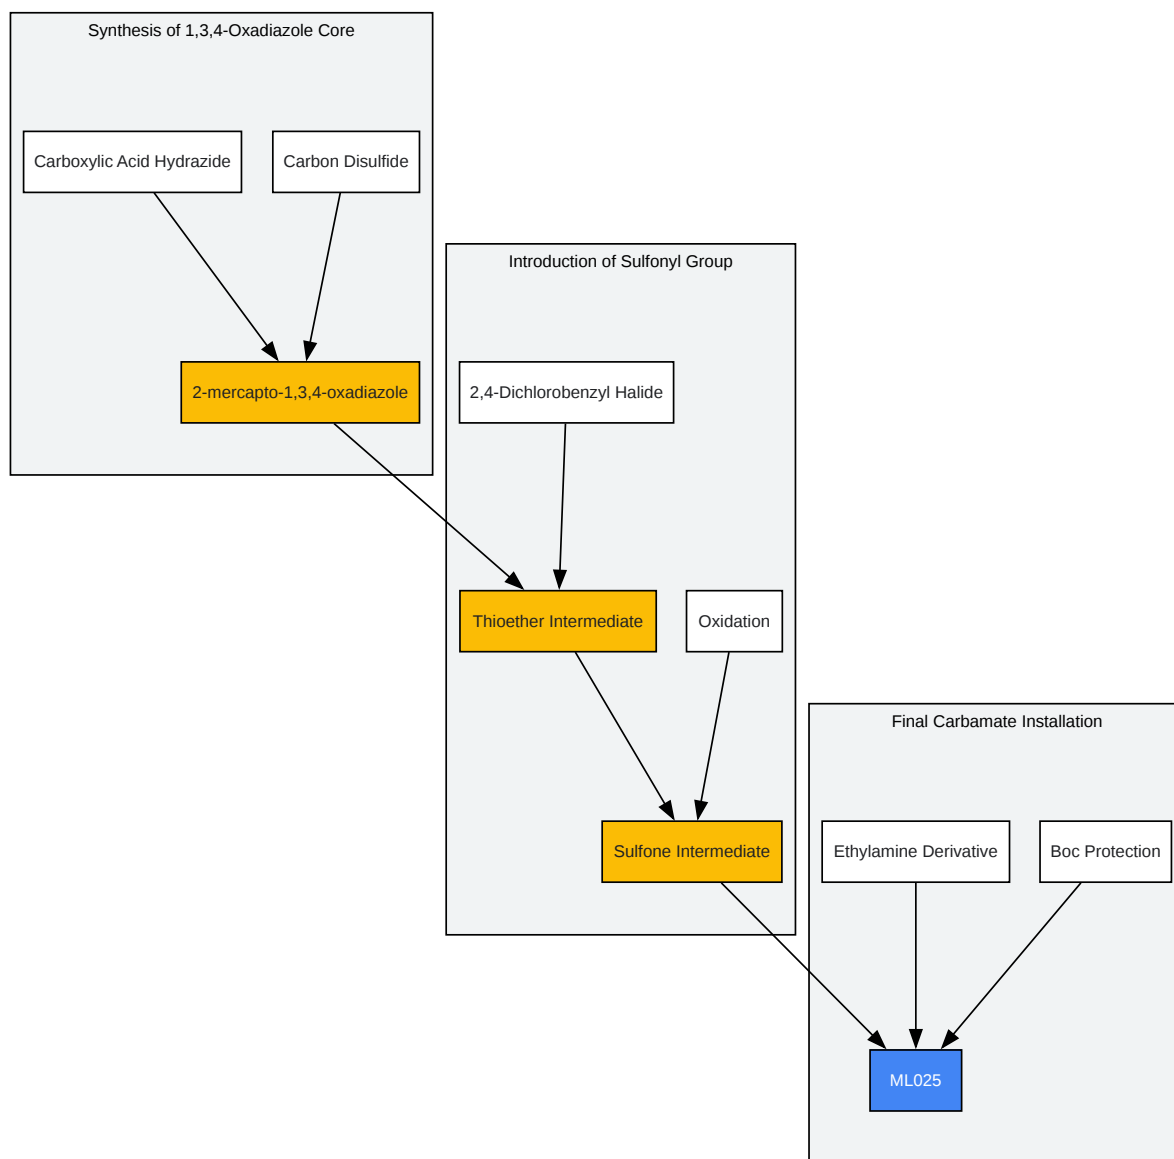 Synthesis of 1,3,4-Oxadiazole Core
Carboxylic Acid Hydrazide
Carbon Disulfide
2-mercapto-1,3,4-oxadiazole
Introduction of Sulfonyl Group
2,4-Dichlorobenzyl Halide
Thioether Intermediate
Oxidation
Sulfone Intermediate
Final Carbamate Installation
Ethylamine Derivative
Boc Protection
ML025